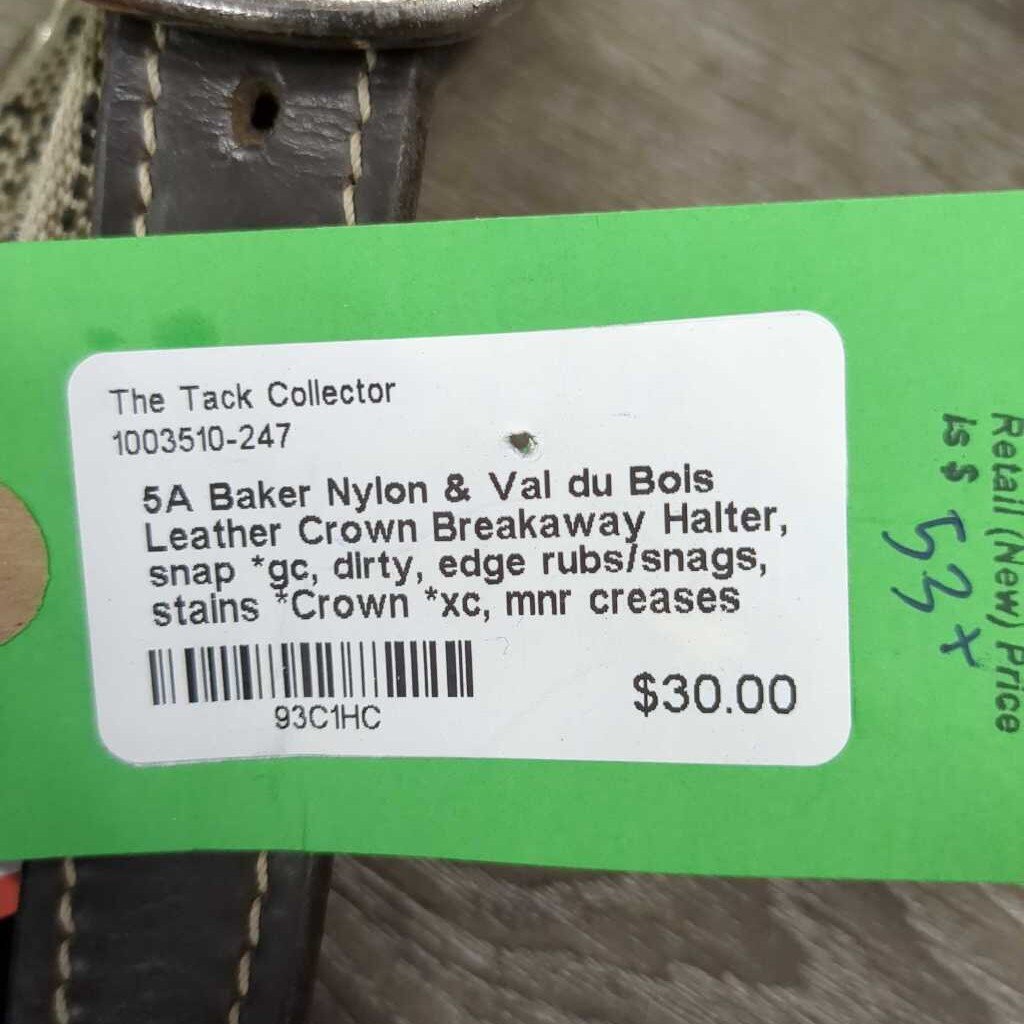 The Tack Collector
1003510-247
5A Baker Nylon & Val du Bois
Leather Crown Breakaway Halter,
snap *gc, dirty, edge rubs/snags,
stains *Crown *xc, mnr creases
93C1HC
$30.00
Retail (New) Price
Is $ 53+